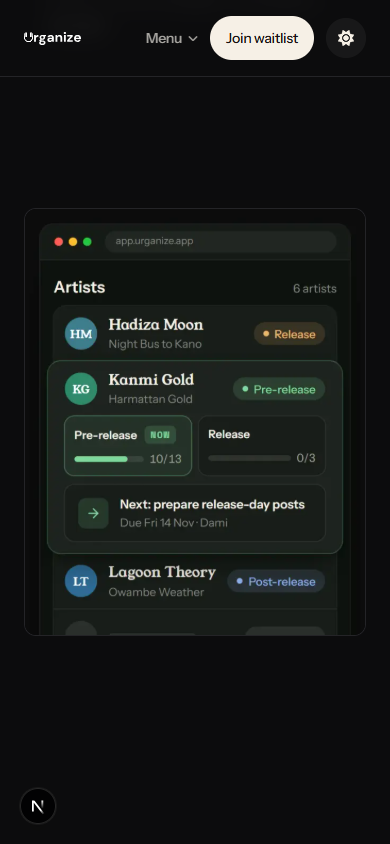 Urganize
Menu
Join waitlist
app.urganize.app
Artists
6 artists
HM
Hadiza Moon
Night Bus to Kano
Release
KG
Kanmi Gold
Harmattan Gold
Pre-release
Pre-release
NOW
10/13
Release
0/3
Next: prepare release-day posts
Due Fri 14 Nov · Dami
LT
Lagoon Theory
Owambe Weather
Post-release
N